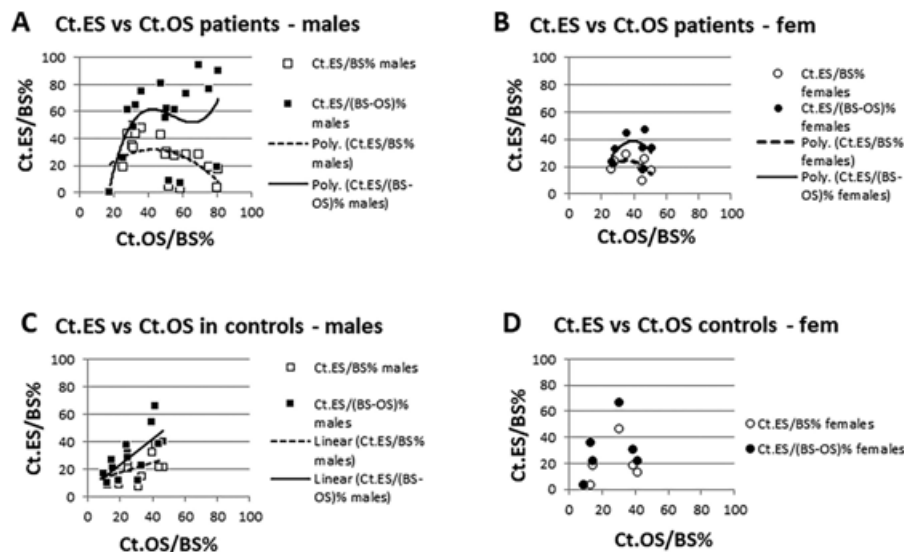 A Ct.ES vs Ct.OS patients - males
Ct.ES/BS%
100
80
60
40
20
0
0 20 40 60 80 100
Ct.OS/BS%
Ct.ES/BS% males
Ct.ES/(BS-OS)%
males
Poly. (Ct.ES/BS%
males)
Poly. (Ct.ES/(BS-
OS)% males)
B Ct.ES vs Ct.OS patients - fem
Ct.ES/BS%
100
80
60
40
20
0
0 20 40 60 80 100
Ct.OS/BS%
Ct.ES/BS%
females
Ct.ES/(BS-OS)%
females
Poly. (Ct.ES/BS%
females)
Poly. (Ct.ES/(BS-
OS)% females)
C Ct.ES vs Ct.OS in controls - males
Ct.ES/BS%
100
80
60
40
20
0
0 20 40 60 80 100
Ct.OS/BS%
Ct.ES/BS% males
Ct.ES/(BS-OS)%
males
Linear (Ct.ES/BS%
males)
Linear (Ct.ES/(BS-
OS)% males)
D Ct.ES vs Ct.OS controls - fem
Ct.ES/BS%
100
80
60
40
20
0
0 20 40 60 80 100
Ct.OS/BS%
Ct.ES/BS% females
Ct.ES/(BS-OS)% females